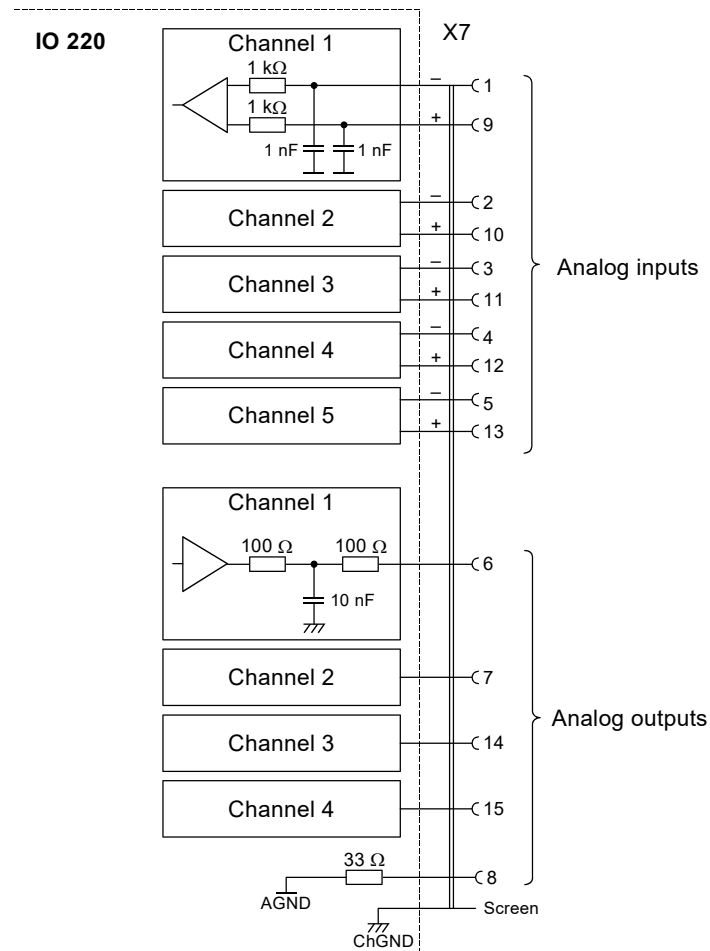 IO 220
X7
Channel 1
1 kΩ
– 1
1 kΩ
+ 9
1 nF 1 nF
Channel 2
– 2
+ 10
Channel 3
– 3
+ 11
Channel 4
– 4
+ 12
Channel 5
– 5
+ 13
Analog inputs
Channel 1
100 Ω 100 Ω
6
10 nF
Channel 2
7
Channel 3
14
Channel 4
15
Analog outputs
33 Ω
8
AGND
Screen
ChGND